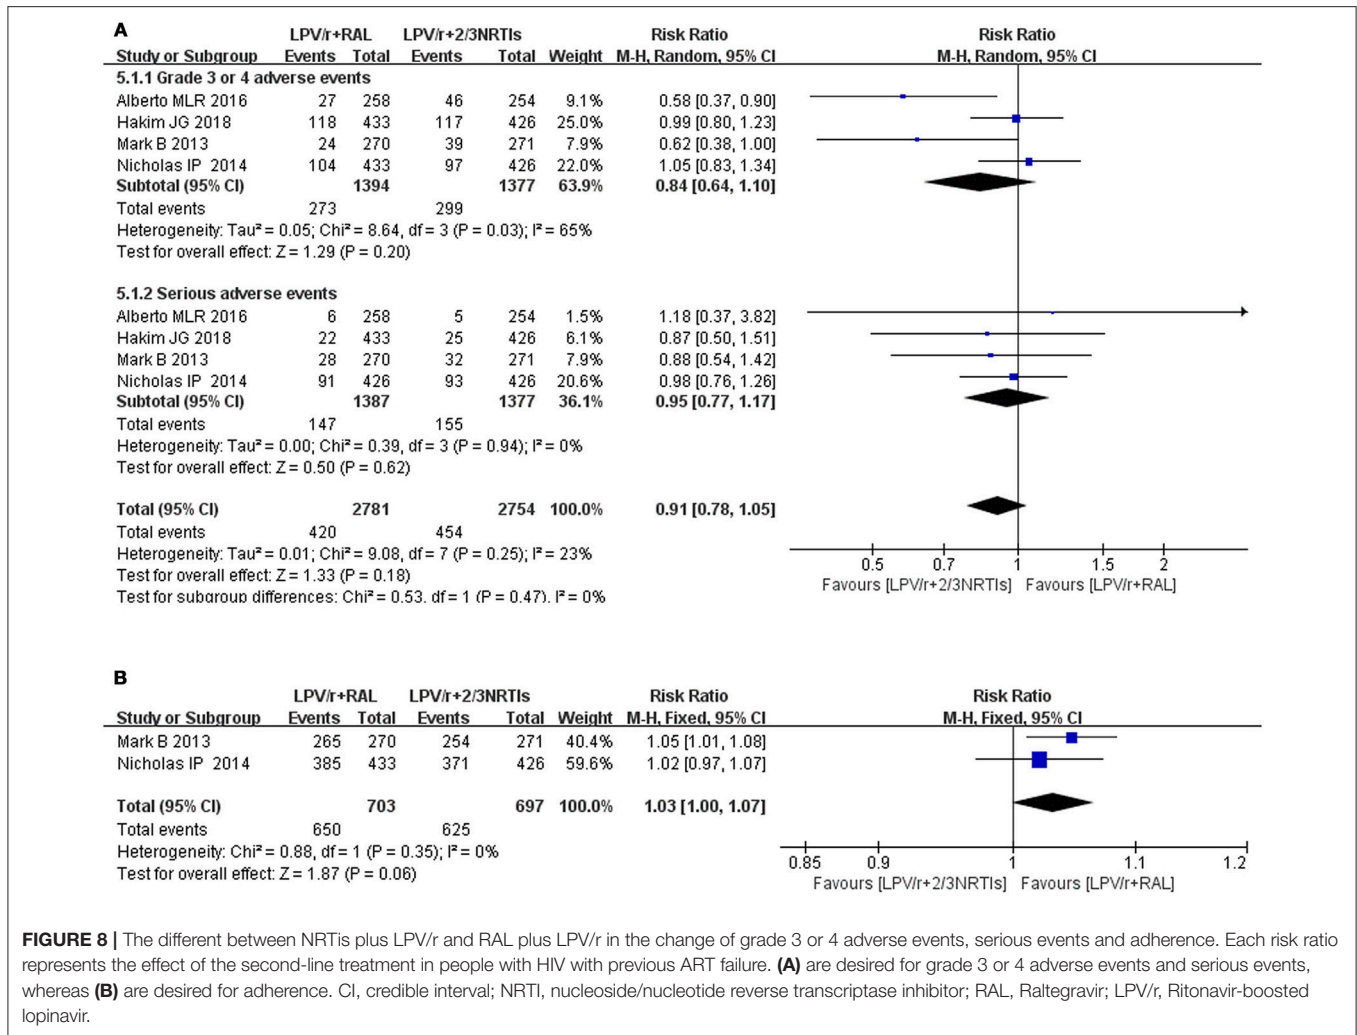 A
LPV/r+RAL LPV/r+2/3NRTIs Risk Ratio Risk Ratio
Study or Subgroup Events Total Events Total Weight M-H, Random, 95% CI M-H, Random, 95% CI
5.1.1 Grade 3 or 4 adverse events
Alberto MLR 2016 27 258 46 254 9.1% 0.58 [0.37, 0.90]
Hakim JG 2018 118 433 117 426 25.0% 0.99 [0.80, 1.23]
Mark B 2013 24 270 39 271 7.9% 0.62 [0.38, 1.00]
Nicholas IP 2014 104 433 97 426 22.0% 1.05 [0.83, 1.34]
Subtotal (95% CI) 1394 1377 63.9% 0.84 [0.64, 1.10]
Total events 273 299
Heterogeneity: Tau² = 0.05; Chi² = 8.64, df = 3 (P = 0.03); I² = 65%
Test for overall effect: Z = 1.29 (P = 0.20)
5.1.2 Serious adverse events
Alberto MLR 2016 6 258 5 254 1.5% 1.18 [0.37, 3.82]
Hakim JG 2018 22 433 25 426 6.1% 0.87 [0.50, 1.51]
Mark B 2013 28 270 32 271 7.9% 0.88 [0.54, 1.42]
Nicholas IP 2014 91 426 93 426 20.6% 0.98 [0.76, 1.26]
Subtotal (95% CI) 1387 1377 36.1% 0.95 [0.77, 1.17]
Total events 147 155
Heterogeneity: Tau² = 0.00; Chi² = 0.39, df = 3 (P = 0.94); I² = 0%
Test for overall effect: Z = 0.50 (P = 0.62)
Total (95% CI) 2781 2754 100.0% 0.91 [0.78, 1.05]
Total events 420 454
Heterogeneity: Tau² = 0.01; Chi² = 9.08, df = 7 (P = 0.25); I² = 23%
Test for overall effect: Z = 1.33 (P = 0.18)
Test for subgroup differences: Chi² = 0.53, df = 1 (P = 0.47), I² = 0%
0.5 0.7 1 1.5 2
Favours [LPV/r+2/3NRTIs] Favours [LPV/r+RAL]
B
LPV/r+RAL LPV/r+2/3NRTIs Risk Ratio Risk Ratio
Study or Subgroup Events Total Events Total Weight M-H, Fixed, 95% CI M-H, Fixed, 95% CI
Mark B 2013 265 270 254 271 40.4% 1.05 [1.01, 1.08]
Nicholas IP 2014 385 433 371 426 59.6% 1.02 [0.97, 1.07]
Total (95% CI) 703 697 100.0% 1.03 [1.00, 1.07]
Total events 650 625
Heterogeneity: Chi² = 0.88, df = 1 (P = 0.35); I² = 0%
Test for overall effect: Z = 1.87 (P = 0.06)
0.85 0.9 1 1.1 1.2
Favours [LPV/r+2/3NRTIs] Favours [LPV/r+RAL]
FIGURE 8 | The different between NRTis plus LPV/r and RAL plus LPV/r in the change of grade 3 or 4 adverse events, serious events and adherence. Each risk ratio
represents the effect of the second-line treatment in people with HIV with previous ART failure. (A) are desired for grade 3 or 4 adverse events and serious events,
whereas (B) are desired for adherence. CI, credible interval; NRTI, nucleoside/nucleotide reverse transcriptase inhibitor; RAL, Raltegravir; LPV/r, Ritonavir-boosted
lopinavir.